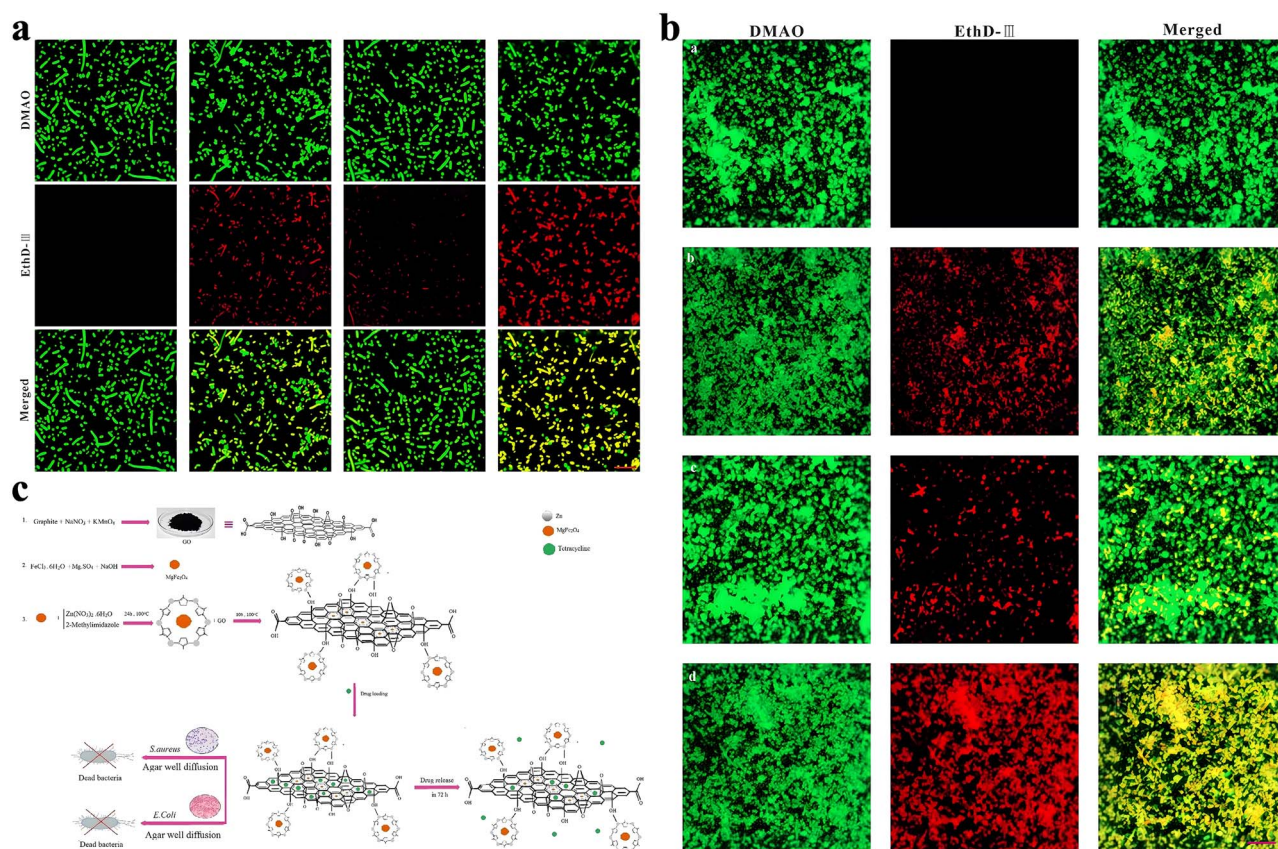 a
DMAO
EthD-Ⅲ
Merged
b
DMAO
EthD-Ⅲ
Merged
a
b
c
d
c
1. Graphite + NaNO3 + KMnO4
GO
Zn
MgFe2O4
Tetracycline
2. FeCl3.6H2O + Mg.SO4 + NaOH
MgFe2O4
3.
Zn(NO3)2.6H2O
2-Methylimidazole
24h, 100°C
+ GO
10h, 100°C
Drug loading
S.aureus
Agar well diffusion
Dead bacteria
E.Coli
Agar well diffusion
Dead bacteria
Drug release
in 72 h